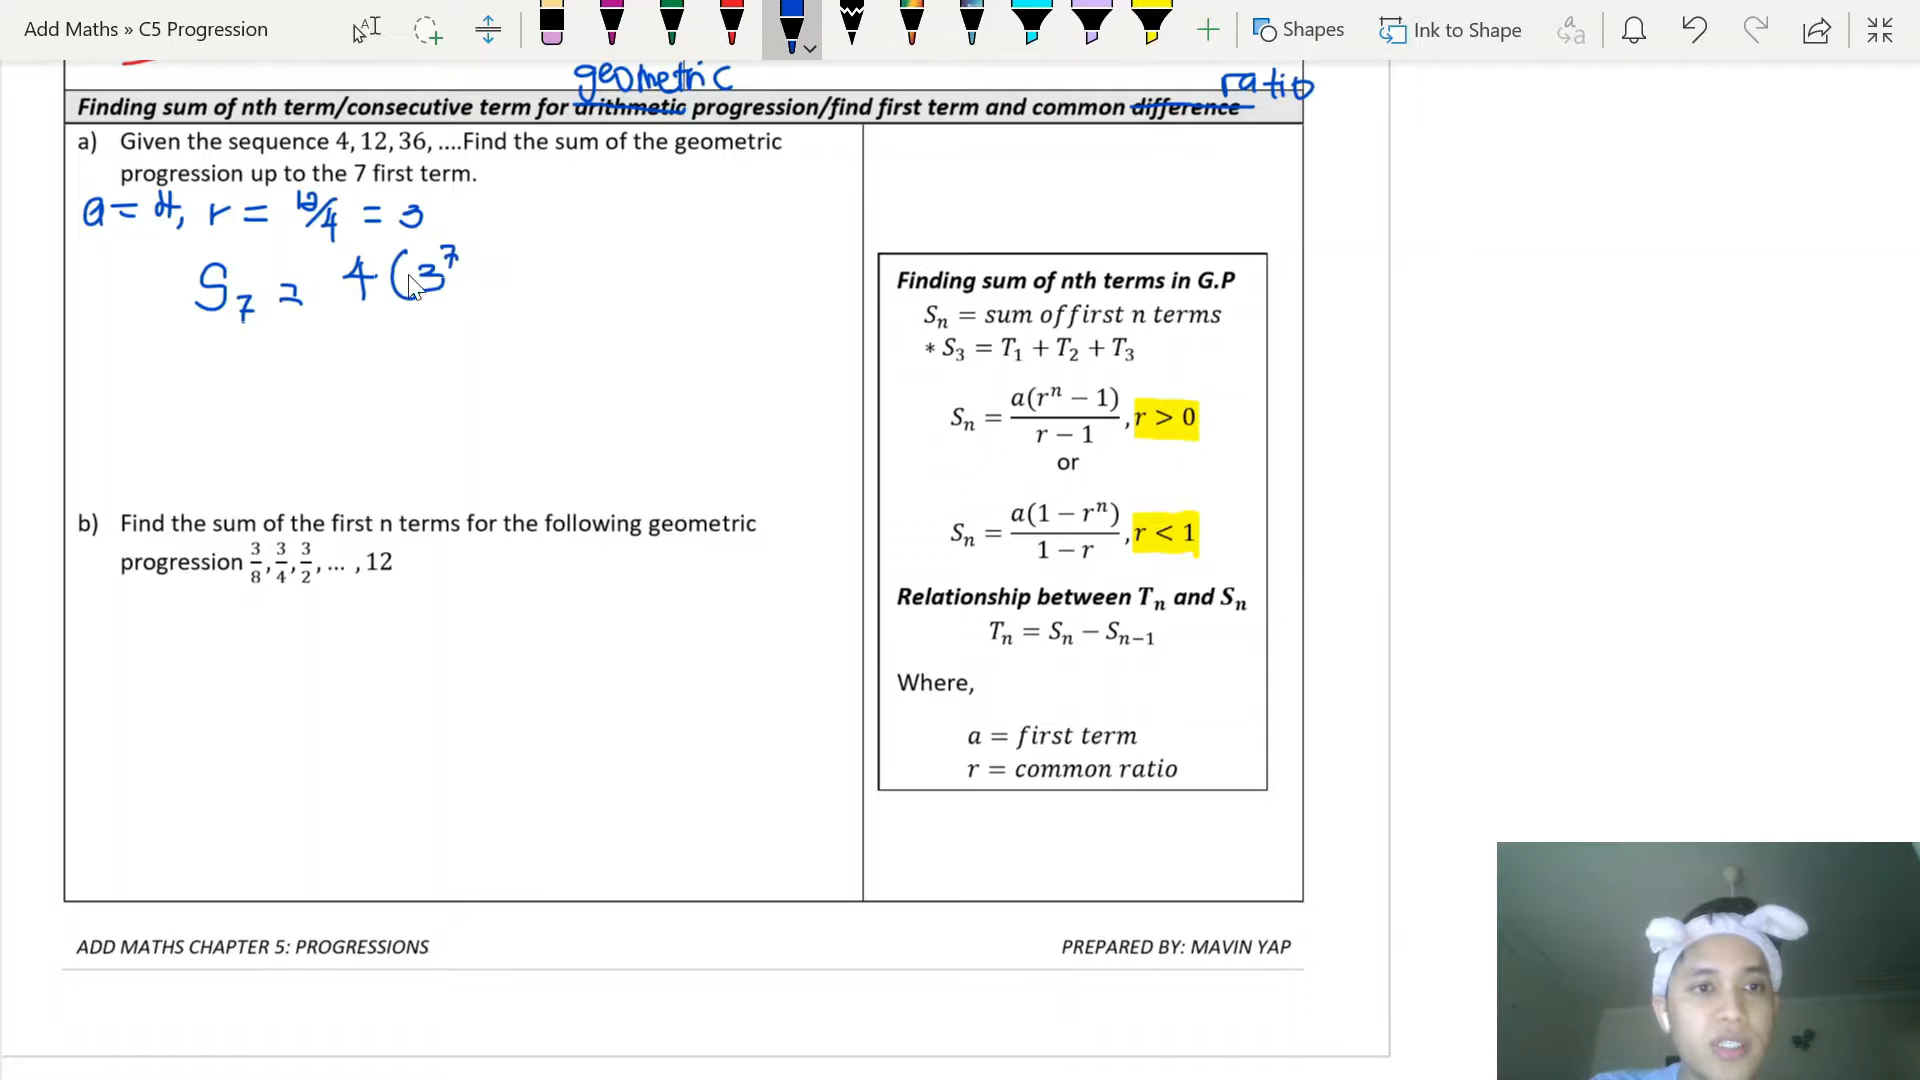 Add Maths » C5 Progression
Shapes
Ink to Shape
geometric
ratio
Finding sum of nth term/consecutive term for arithmetic progression/find first term and common difference
a) Given the sequence 4, 12, 36, ....Find the sum of the geometric
progression up to the 7 first term.
a = 4, r = 12/4 = 3
S₇ = 4 (3⁷
Finding sum of nth terms in G.P
Sₙ = sum of first n terms
* S₃ = T₁ + T₂ + T₃
Sₙ = a(rⁿ − 1) / r − 1 , r > 0
or
Sₙ = a(1 − rⁿ) / 1 − r , r < 1
Relationship between Tₙ and Sₙ
Tₙ = Sₙ − Sₙ₋₁
Where,
a = first term
r = common ratio
b) Find the sum of the first n terms for the following geometric
progression 3/8, 3/4, 3/2, ... , 12
ADD MATHS CHAPTER 5: PROGRESSIONS
PREPARED BY: MAVIN YAP